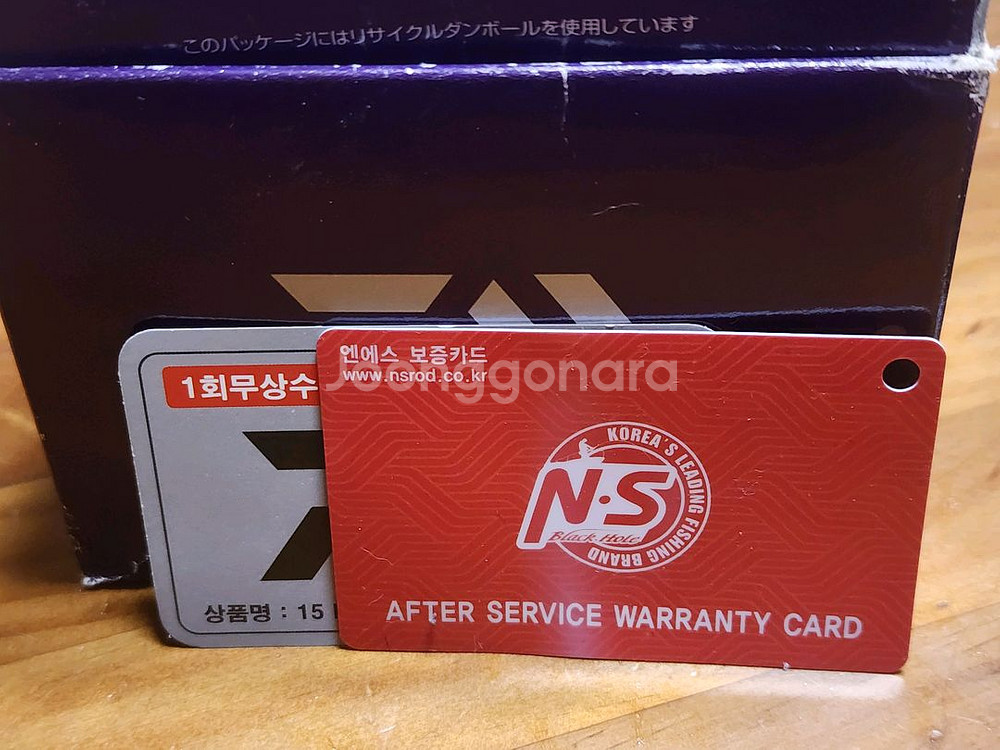 このパッケージにはリサイクルダンボールを使用しています
1회무상수
상품명 : 15
엔에스 보증카드
www.nsrod.co.kr
Joonggonara
KOREA'S LEADING FISHING BRAND
N·S
Black Hole
AFTER SERVICE WARRANTY CARD